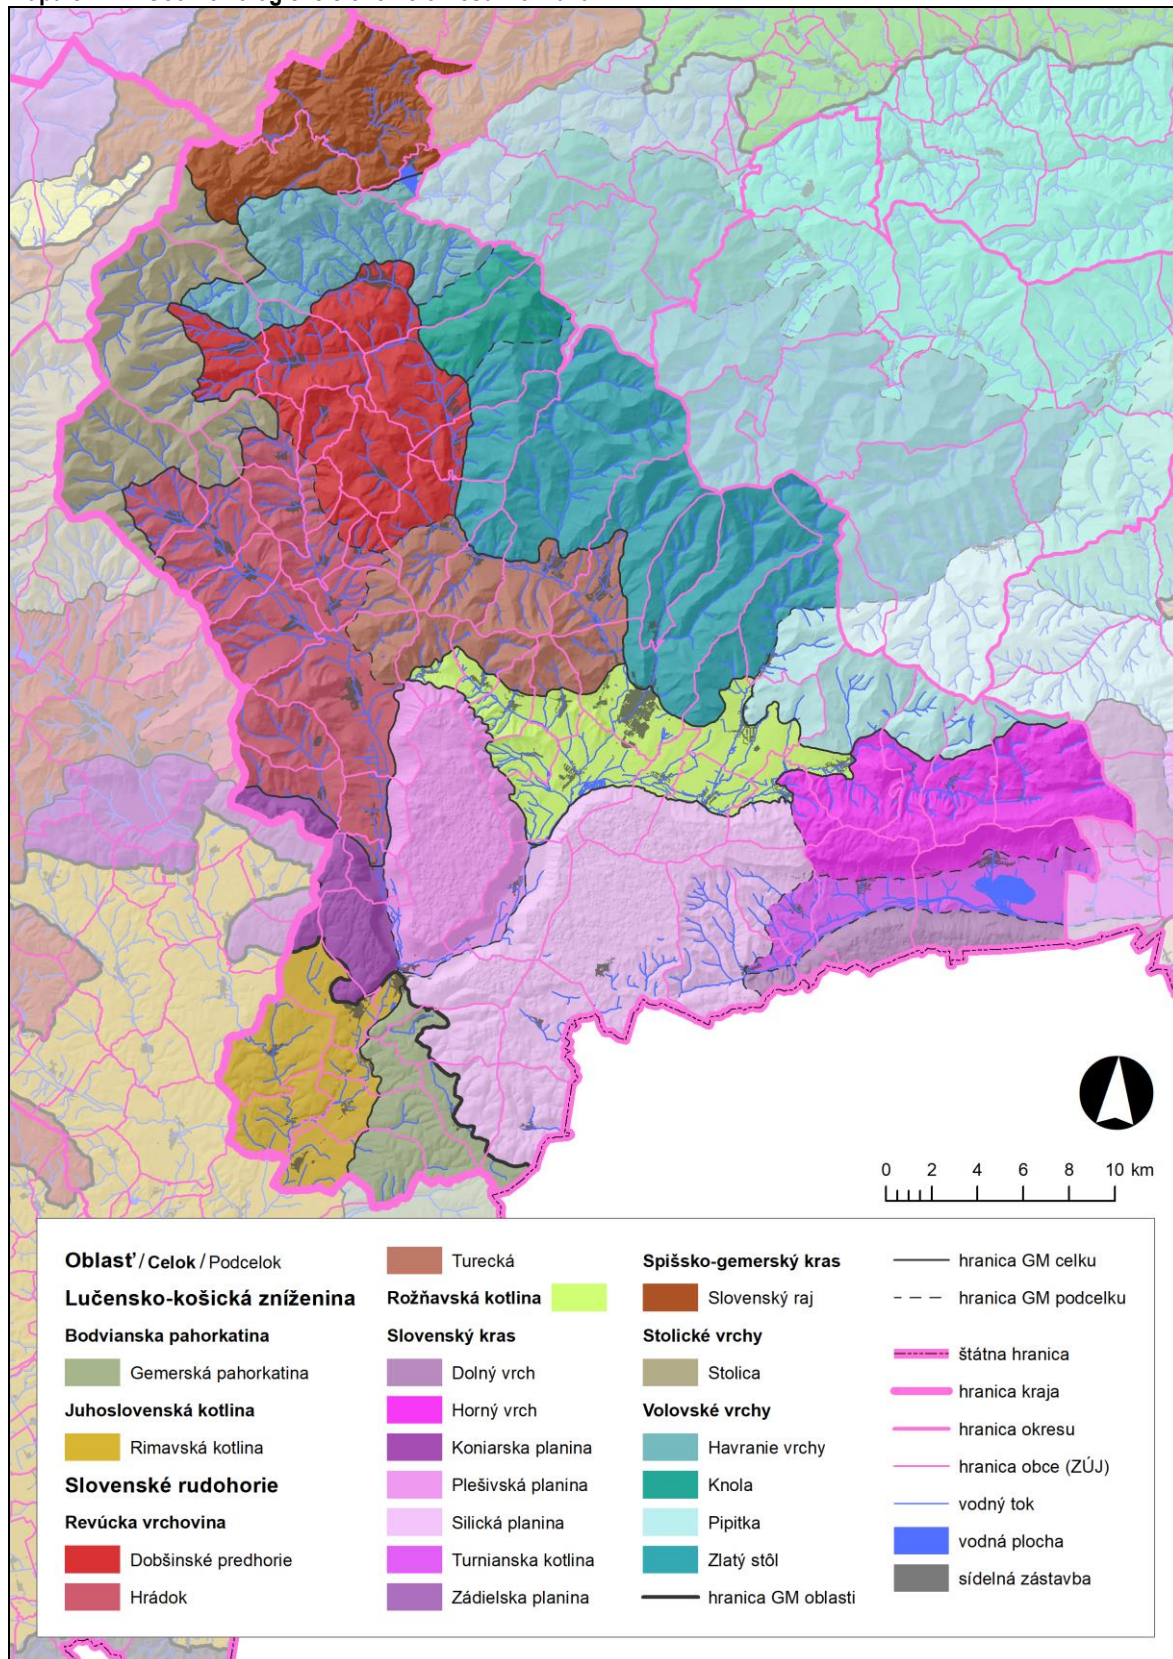 0 2 4 6 8 10 km
Oblasť / Celok / Podcelok
Lučensko-košická zníženina
Bodvianska pahorkatina
Gemerská pahorkatina
Juhoslovenská kotlina
Rimavská kotlina
Slovenské rudohorie
Revúcka vrchovina
Dobšinské predhorie
Hrádok
Turecká
Rožňavská kotlina
Slovenský kras
Dolný vrch
Horný vrch
Koniarska planina
Plešivská planina
Silická planina
Turnianska kotlina
Zádielska planina
Spišsko-gemerský kras
Slovenský raj
Stolické vrchy
Stolica
Volovské vrchy
Havranie vrchy
Knola
Pipitka
Zlatý stôl
hranica GM oblasti
hranica GM celku
hranica GM podcelku
štátna hranica
hranica kraja
hranica okresu
hranica obce (ZÚJ)
vodný tok
vodná plocha
sídelná zástavba